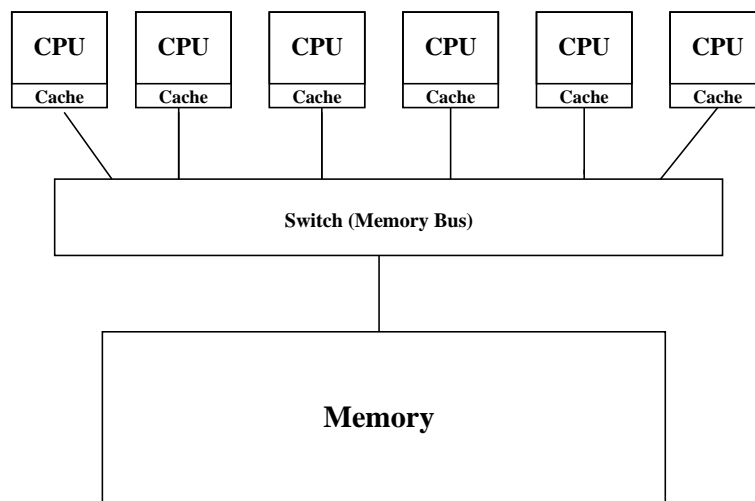 CPU CPU CPU CPU CPU CPU
Cache Cache Cache Cache Cache Cache
Switch (Memory Bus)
Memory